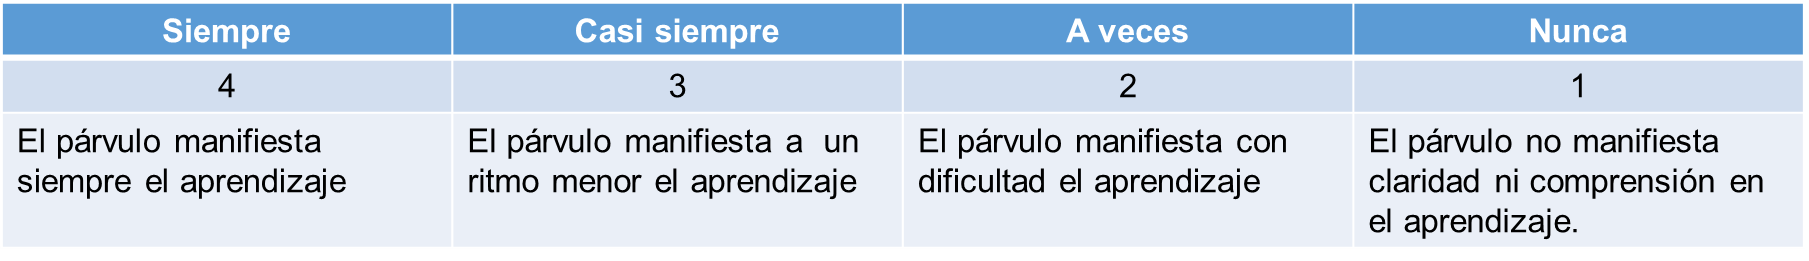 Siempre
Casi siempre
A veces
Nunca
4
3
2
1
El párvulo manifiesta
siempre el aprendizaje
El párvulo manifiesta a un
ritmo menor el aprendizaje
El párvulo manifiesta con
dificultad el aprendizaje
El párvulo no manifiesta
claridad ni comprensión en
el aprendizaje.